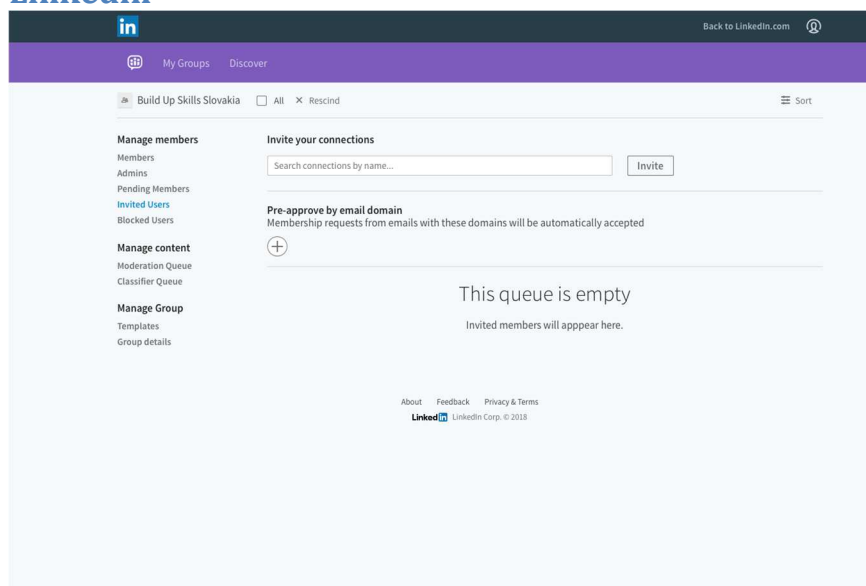 in Back to LinkedIn.com
My Groups Discover
Build Up Skills Slovakia All Rescind Sort
Manage members
Members
Admins
Pending Members
Invited Users
Blocked Users
Manage content
Moderation Queue
Classifier Queue
Manage Group
Templates
Group details
Invite your connections
Search connections by name... Invite
Pre-approve by email domain
Membership requests from emails with these domains will be automatically accepted
This queue is empty
Invited members will apppear here.
About Feedback Privacy & Terms
Linkedin LinkedIn Corp. © 2018